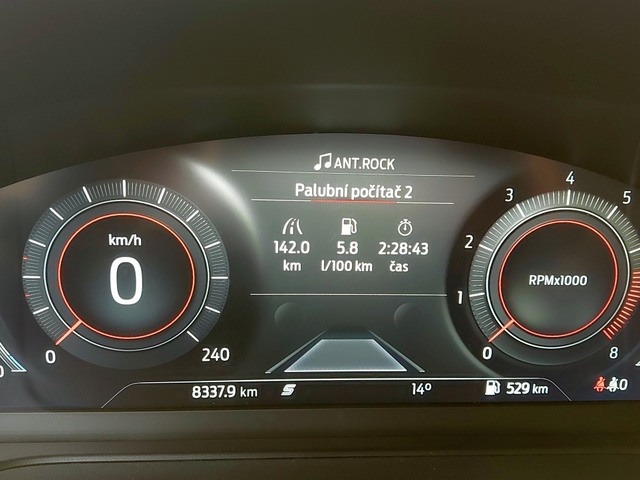 ANT.ROCK
Palubní počítač 2
142.0 5.8 2:28:43
km l/100 km čas
km/h
0
0 240
0 1 2 3 4 5 8
RPMx1000
8337.9 km S 14° 529 km